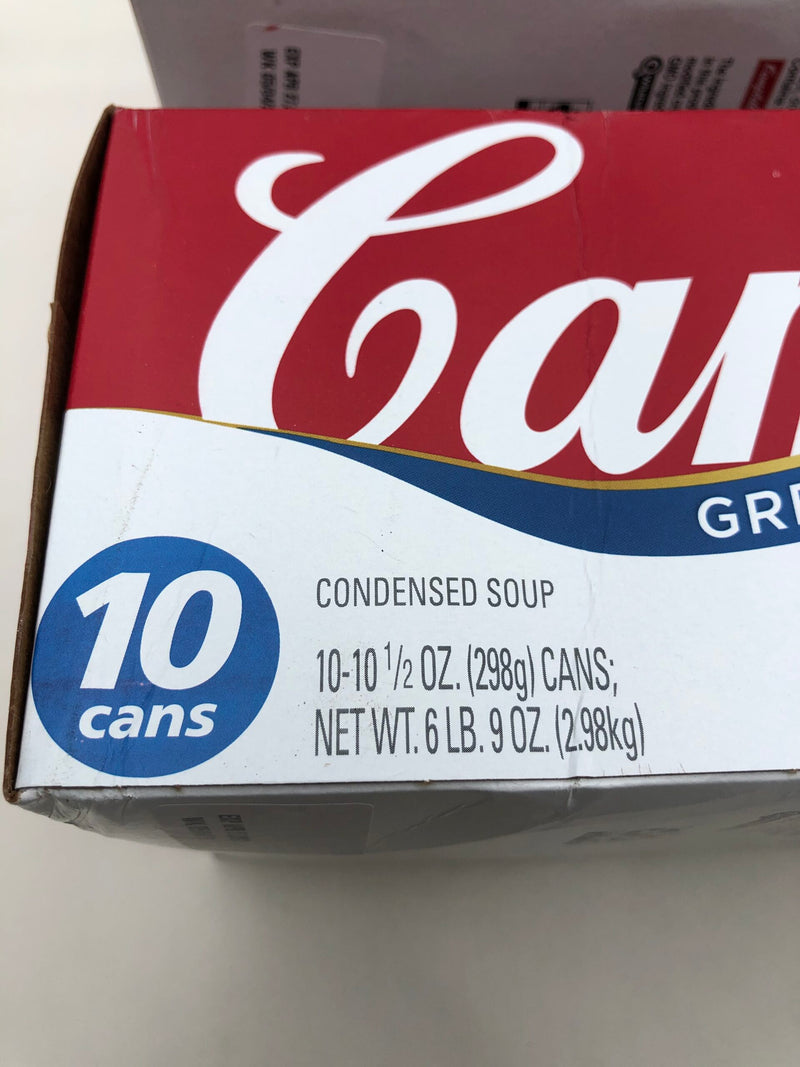 Cam
GRE
10
cans
CONDENSED SOUP
10-10 1/2 OZ. (298g) CANS;
NET WT. 6 LB. 9 OZ. (2.98kg)